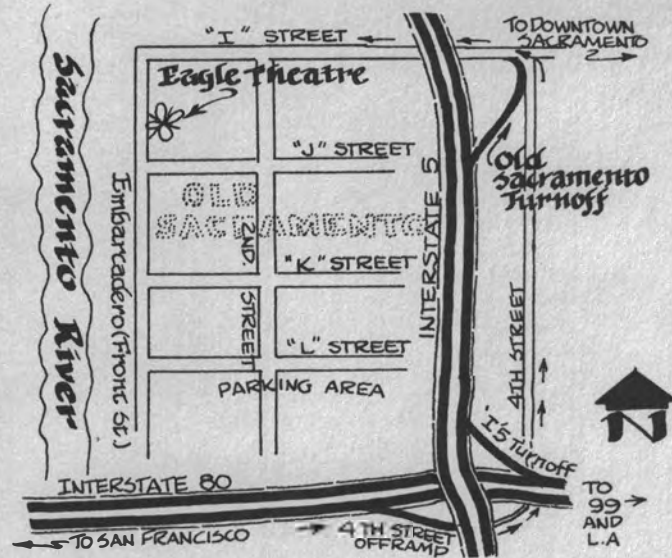 "I" STREET
TO DOWNTOWN
SACRAMENTO
Eagle Theatre
"J" STREET
Old
Sacramento
Turnoff
OLD
SACRAMENTO
Sacramento River
Embarcadero (Front St.)
2ND. STREET
INTERSTATE 5
"K" STREET
4TH STREET
"L" STREET
PARKING AREA
N
'I'5 Turnoff
INTERSTATE 80
TO
99
AND
L.A
TO SAN FRANCISCO
4TH STREET
OFFRAMP